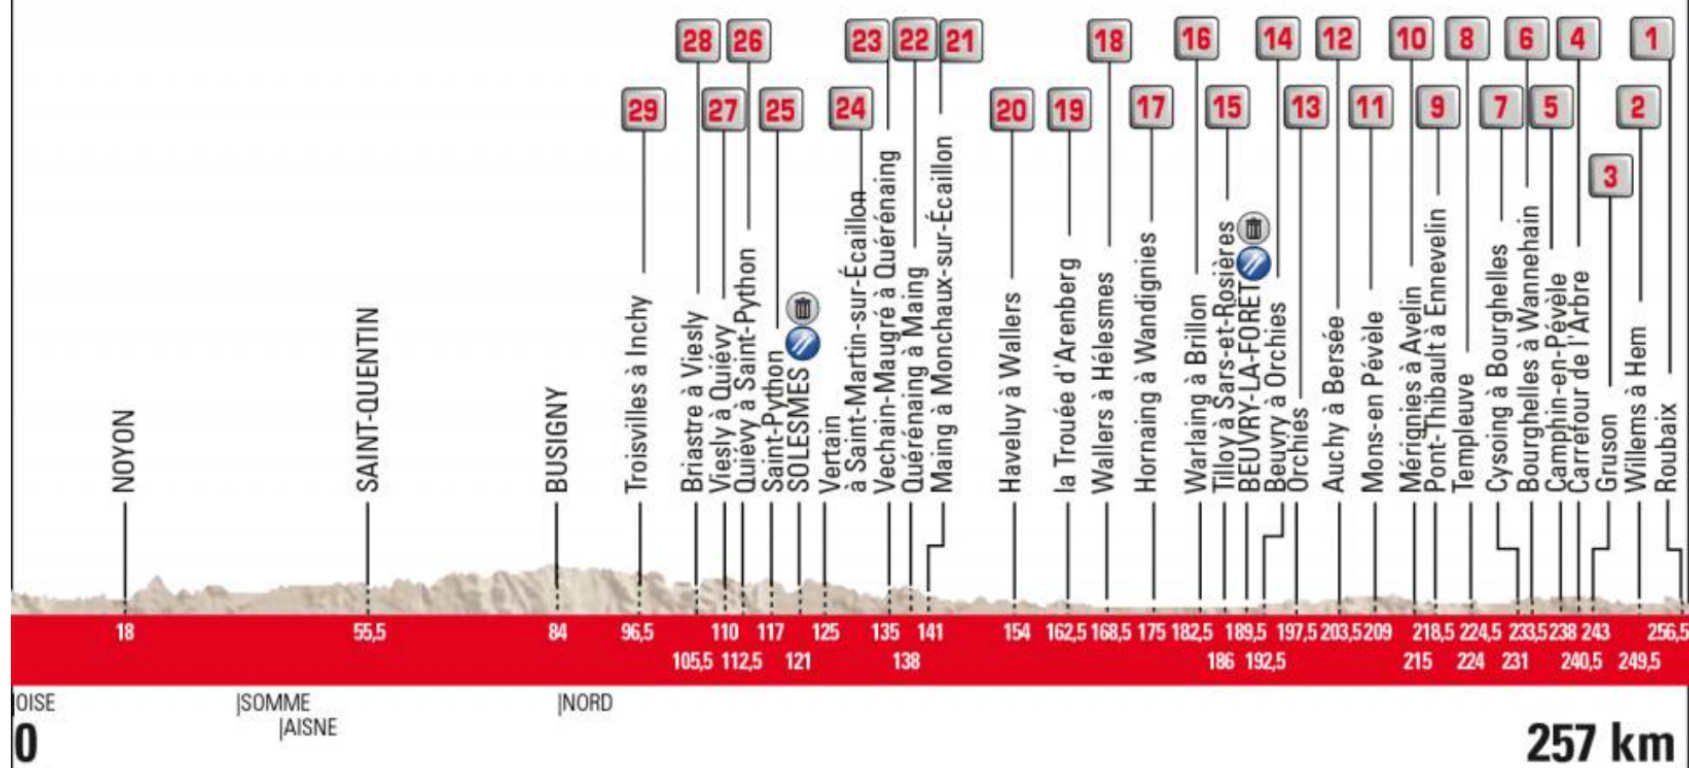 28 26 23 22 21 18 16 14 12 10 8 6 4 1
29 27 25 24 20 19 17 15 13 11 9 7 5 2
3
NOYON
SAINT-QUENTIN
BUSIGNY
Troisvilles à Inchy
Briastre à Viesly
Viesly à Quiévy
Quiévy à Saint-Python
Saint-Python
SOLESMES
Vertain
à Saint-Martin-sur-Écaillon
Vechain-Maugré à Quérénaing
Quérénaing à Maing
Maing à Monchaux-sur-Écaillon
Haveluy à Wallers
la Trouée d'Arenberg
Wallers à Hélesmes
Hornaing à Wandignies
Warlaing à Brillon
Tilloy à Sars-et-Rosières
BEUVRY-LA-FORÊT
Beuvry à Orchies
Orchies
Auchy à Bersée
Mons-en Pévèle
Mérignies à Avelin
Pont-Thibault à Ennevelin
Templeuve
Cysoing à Bourghelles
Bourghelles à Wannehain
Camphin-en-Pévèle
Carrefour de l'Arbre
Gruson
Willems à Hem
Roubaix
18 55,5 84 96,5 110 117 125 135 141 154 162,5 168,5 175 182,5 189,5 197,5 203,5 209 218,5 224,5 233,5 238 243 256,5
105,5 112,5 121 138 186 192,5 215 224 231 240,5 249,5
|OISE |SOMME |NORD
|AISNE
0 257 km